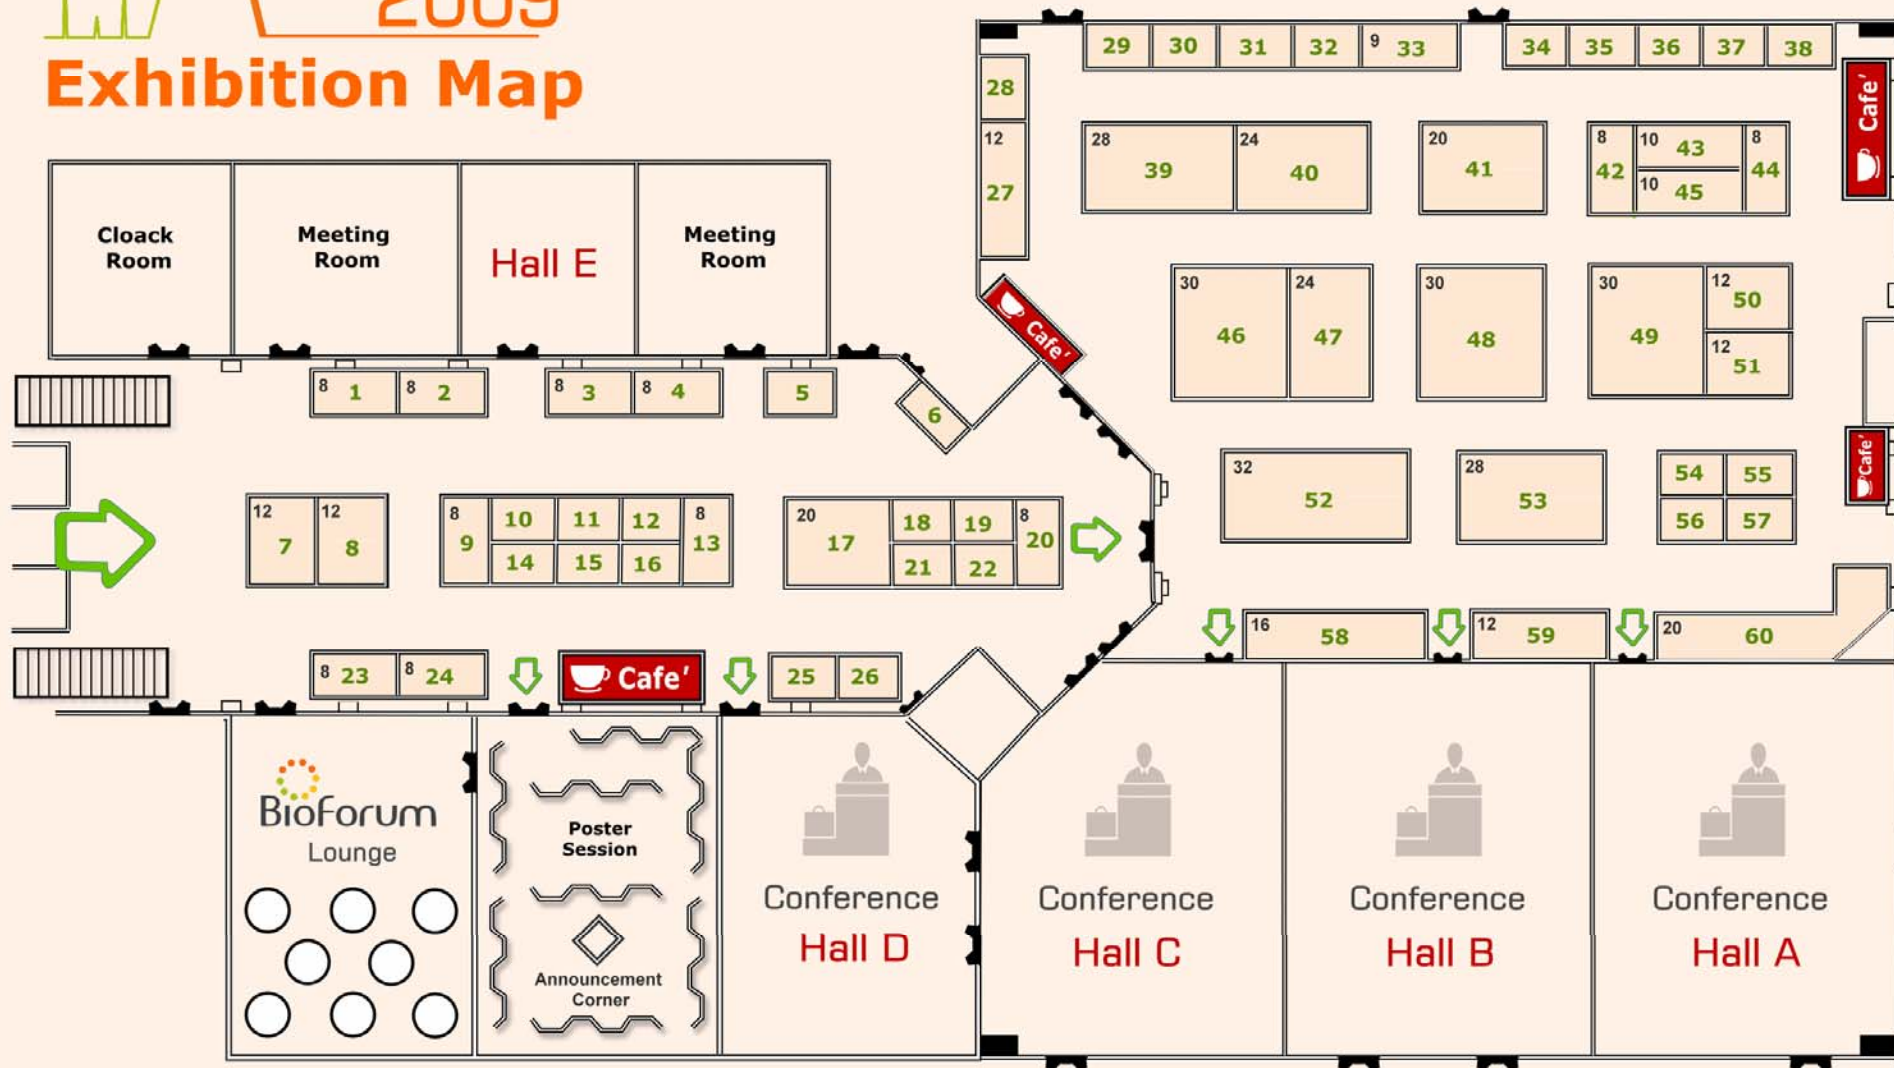 2009
Exhibition Map
29 30 31 32 9 33 34 35 36 37 38
28
Cafe'
12
27
28
39
24
40
20
41
8
42
10 43
10 45
8
44
Cloack
Room
Meeting
Room
Hall E
Meeting
Room
Cafe'
30
46
24
47
30
48
30
49
12
50
12
51
8 1 8 2 8 3 8 4 5
6
32
52
28
53
54 55
56 57
Cafe'
12
7
12
8
8
9
10 11 12
14 15 16
8
13
20
17
18 19
21 22
8
20
16 58 12 59 20 60
8 23 8 24 Cafe' 25 26
BioForum
Lounge
Poster
Session
Announcement
Corner
Conference
Hall D
Conference
Hall C
Conference
Hall B
Conference
Hall A